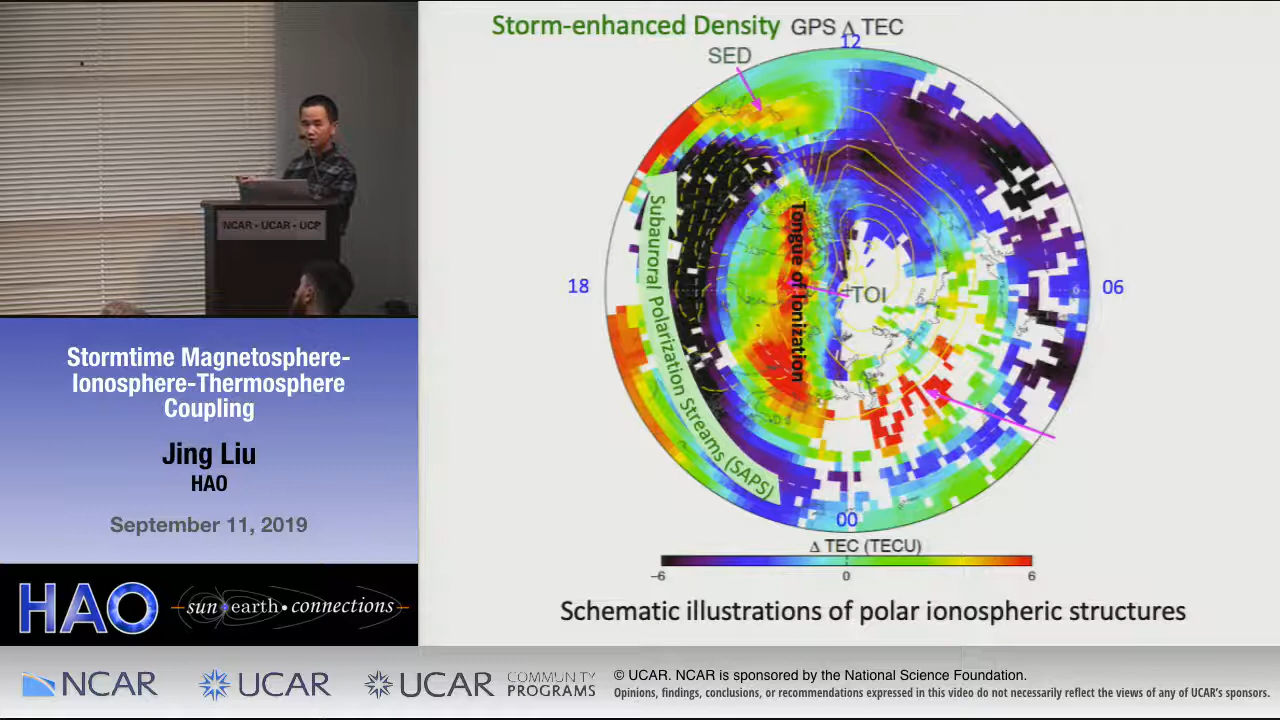 NCAR - UCAR - UCP
Stormtime Magnetosphere-
Ionosphere-Thermosphere
Coupling
Jing Liu
HAO
September 11, 2019
HAO
sun • earth • connections
Storm-enhanced Density GPS Δ TEC
SED
12
18
06
00
Subauroral Polarization Streams (SAPS)
Tongue of Ionization
TOI
Δ TEC (TECU)
−6 0 6
Schematic illustrations of polar ionospheric structures
NCAR
UCAR
UCAR
COMMUNITY
PROGRAMS
© UCAR. NCAR is sponsored by the National Science Foundation.
Opinions, findings, conclusions, or recommendations expressed in this video do not necessarily reflect the views of any of UCAR's sponsors.